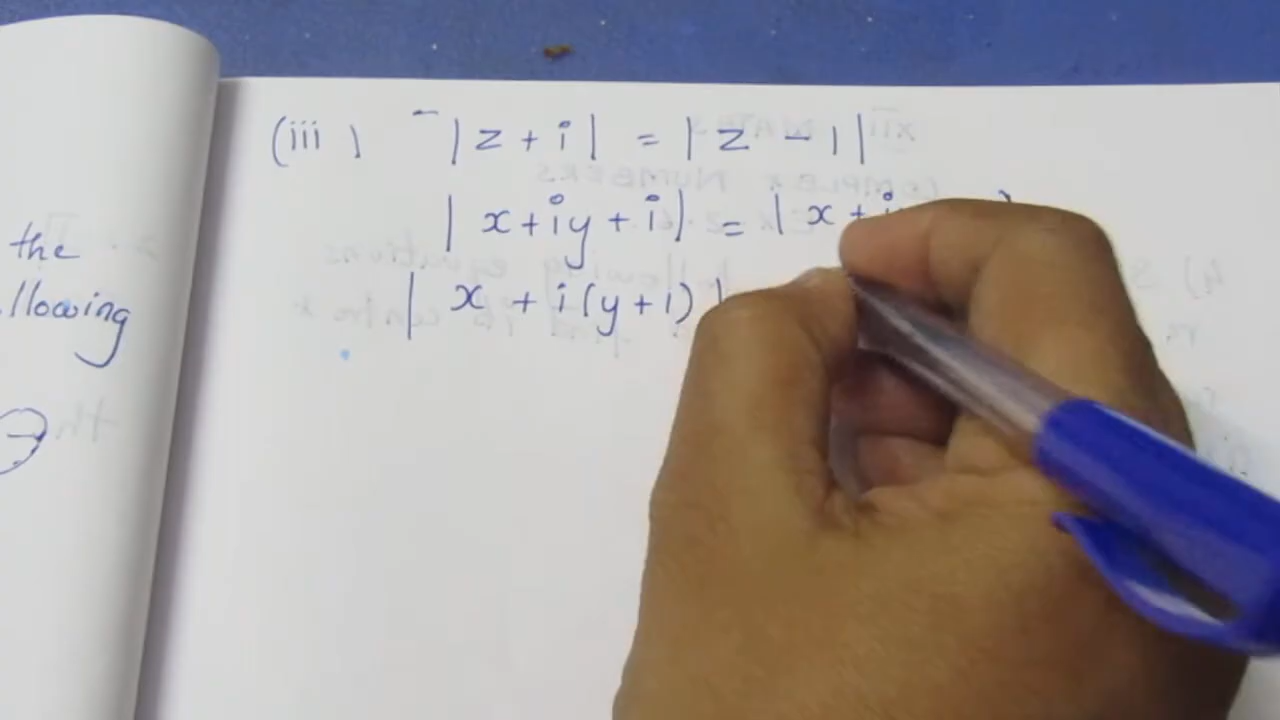 the
llowing
(iii) |z + i| = |z - 1|
| x+iy + i| = | x + i
| x + i(y+1) |